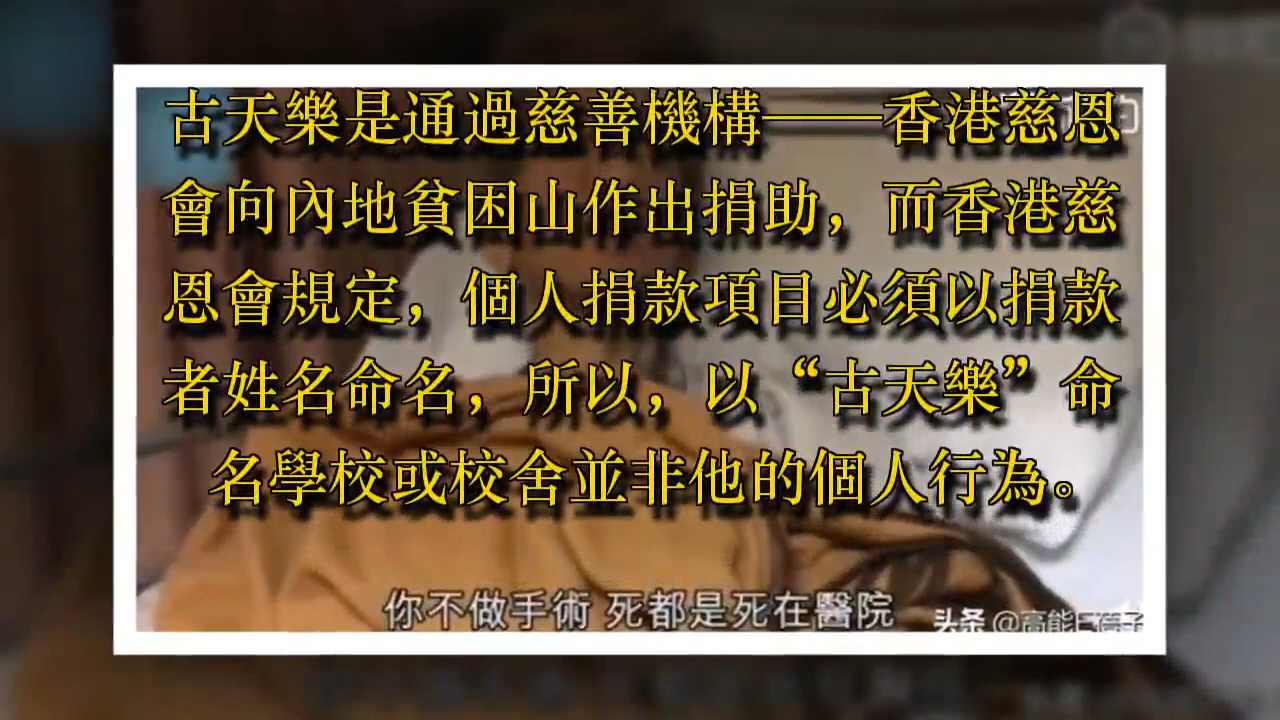 古天樂是通過慈善機構——香港慈恩
會向內地貧困山作出捐助，而香港慈
恩會規定，個人捐款項目必須以捐款
者姓名命名，所以，以“古天樂”命
名學校或校舍並非他的個人行為。
你不做手術 死都是死在醫院
头条 @高能